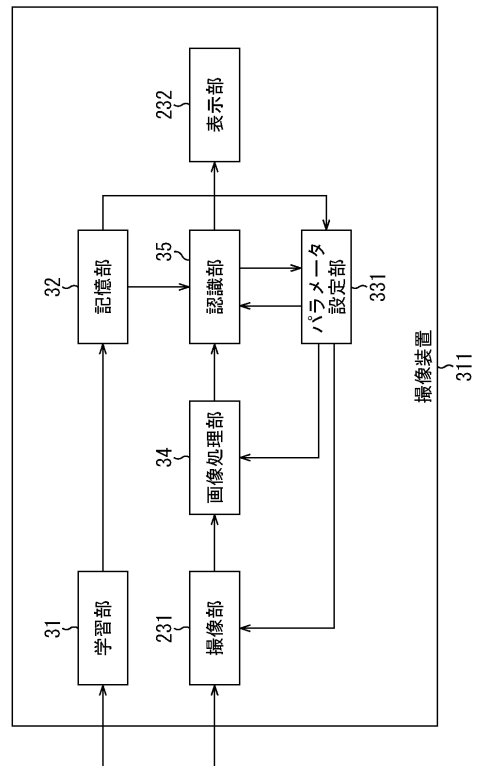 31
学習部
32
記憶部
231
撮像部
34
画像処理部
35
認識部
232
表示部
パラメータ
設定部
331
撮像装置
311